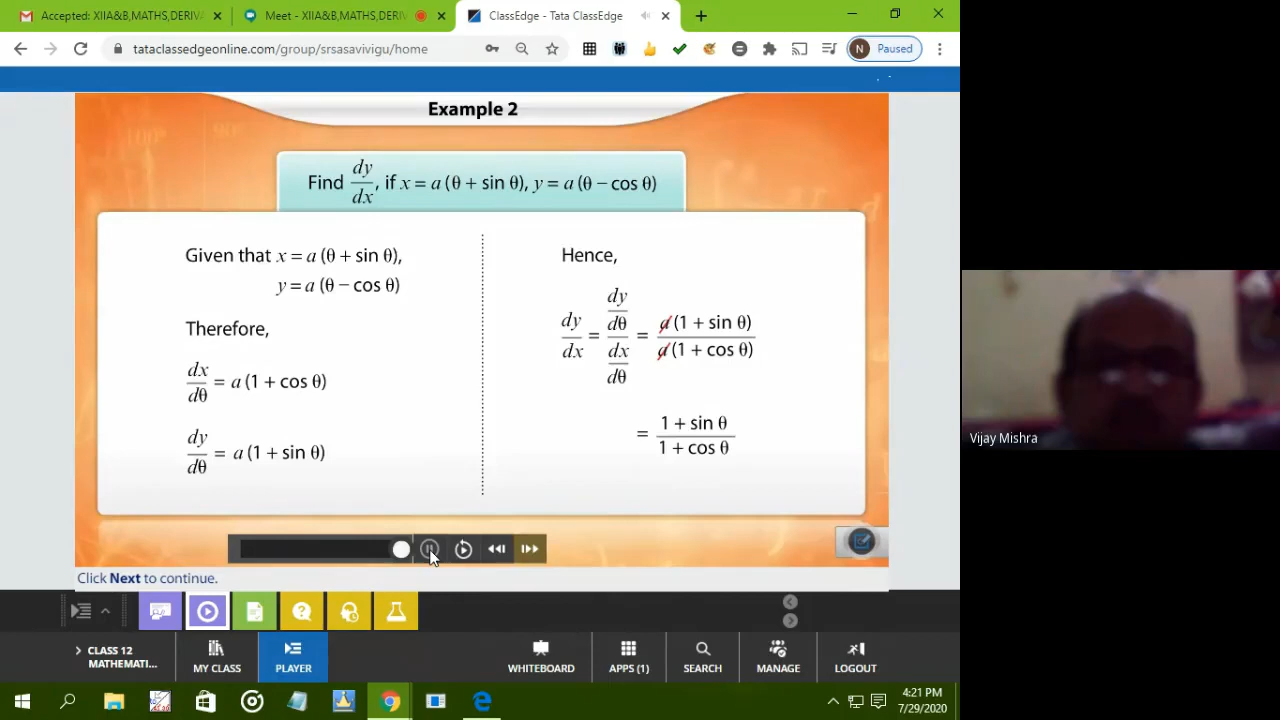 Accepted: XIIA&B,MATHS,DERIVA
Meet - XIIA&B,MATHS,DERIV
ClassEdge - Tata ClassEdge
tataclassedgeonline.com/group/srsasavivigu/home
N Paused
Example 2
Find dy/dx, if x = a (θ + sin θ), y = a (θ − cos θ)
Given that x = a (θ + sin θ),
y = a (θ − cos θ)
Therefore,
dx/dθ = a (1 + cos θ)
dy/dθ = a (1 + sin θ)
Hence,
dy/dx = (dy/dθ)/(dx/dθ) = a (1 + sin θ)/a (1 + cos θ)
= (1 + sin θ)/(1 + cos θ)
Click Next to continue.
CLASS 12
MATHEMATI...
MY CLASS
PLAYER
WHITEBOARD
APPS (1)
SEARCH
MANAGE
LOGOUT
4:21 PM
7/29/2020
Vijay Mishra